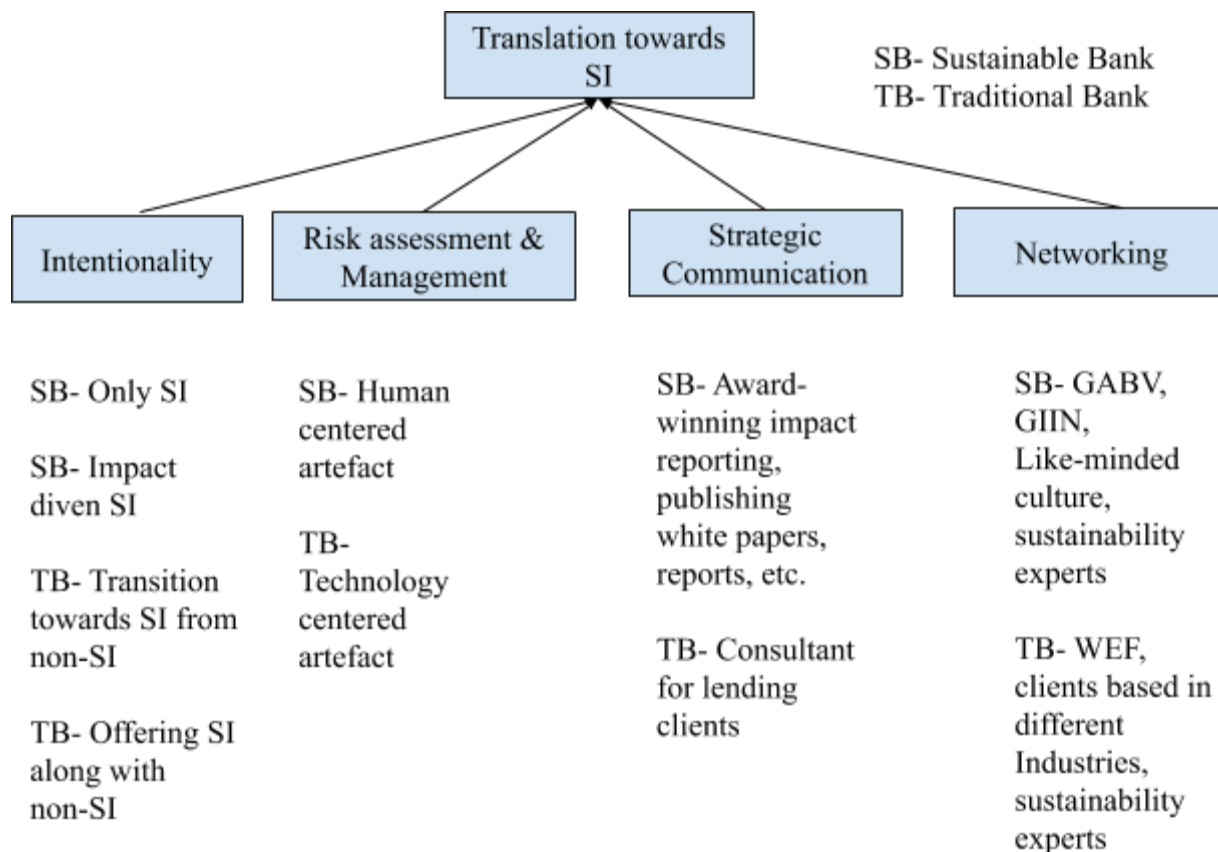 Translation towards
SI
SB- Sustainable Bank
TB- Traditional Bank
Intentionality
Risk assessment &
Management
Strategic
Communication
Networking
SB- Only SI
SB- Impact
diven SI
TB- Transition
towards SI from
non-SI
TB- Offering SI
along with
non-SI
SB- Human
centered
artefact
TB-
Technology
centered
artefact
SB- Award-
winning impact
reporting,
publishing
white papers,
reports, etc.
TB- Consultant
for lending
clients
SB- GABV,
GIIN,
Like-minded
culture,
sustainability
experts
TB- WEF,
clients based in
different
Industries,
sustainability
experts